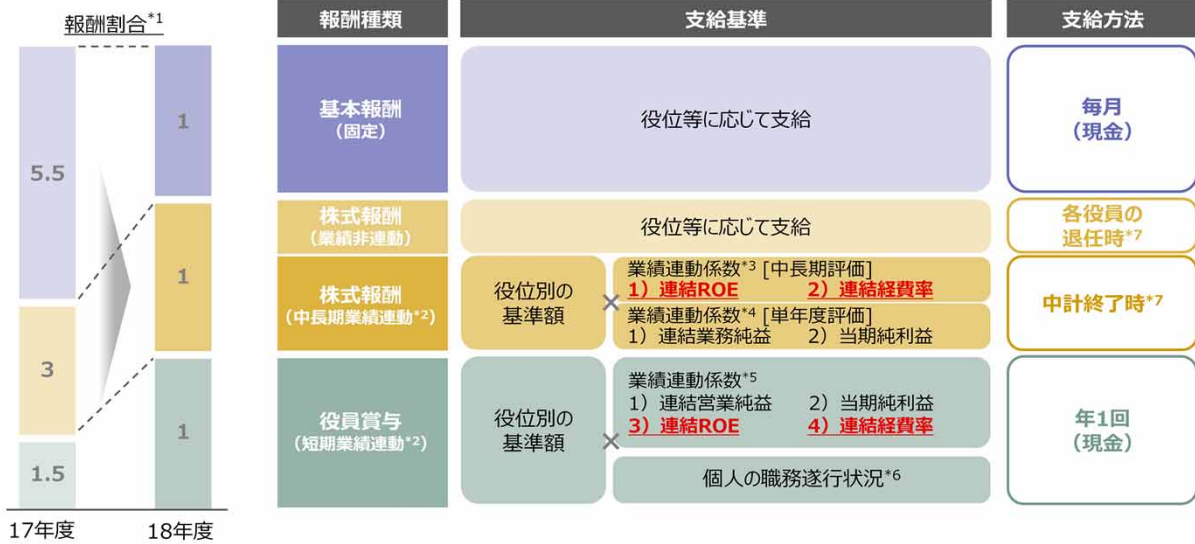 報酬割合*1
5.5
3
1.5
17年度
1
1
1
18年度
報酬種類
支給基準
支給方法
基本報酬
(固定)
役位等に応じて支給
毎月
(現金)
株式報酬
(業績非連動)
役位等に応じて支給
各役員の
退任時*7
株式報酬
(中長期業績連動*2)
役位別の
基準額
×
業績連動係数*3 [中長期評価]
1）連結ROE 2）連結経費率
業績連動係数*4 [単年度評価]
1）連結業務純益 2）当期純利益
中計終了時*7
役員賞与
(短期業績連動*2)
役位別の
基準額
×
業績連動係数*5
1）連結営業純益 2）当期純利益
3）連結ROE 4）連結経費率
個人の職務遂行状況*6
年1回
(現金)